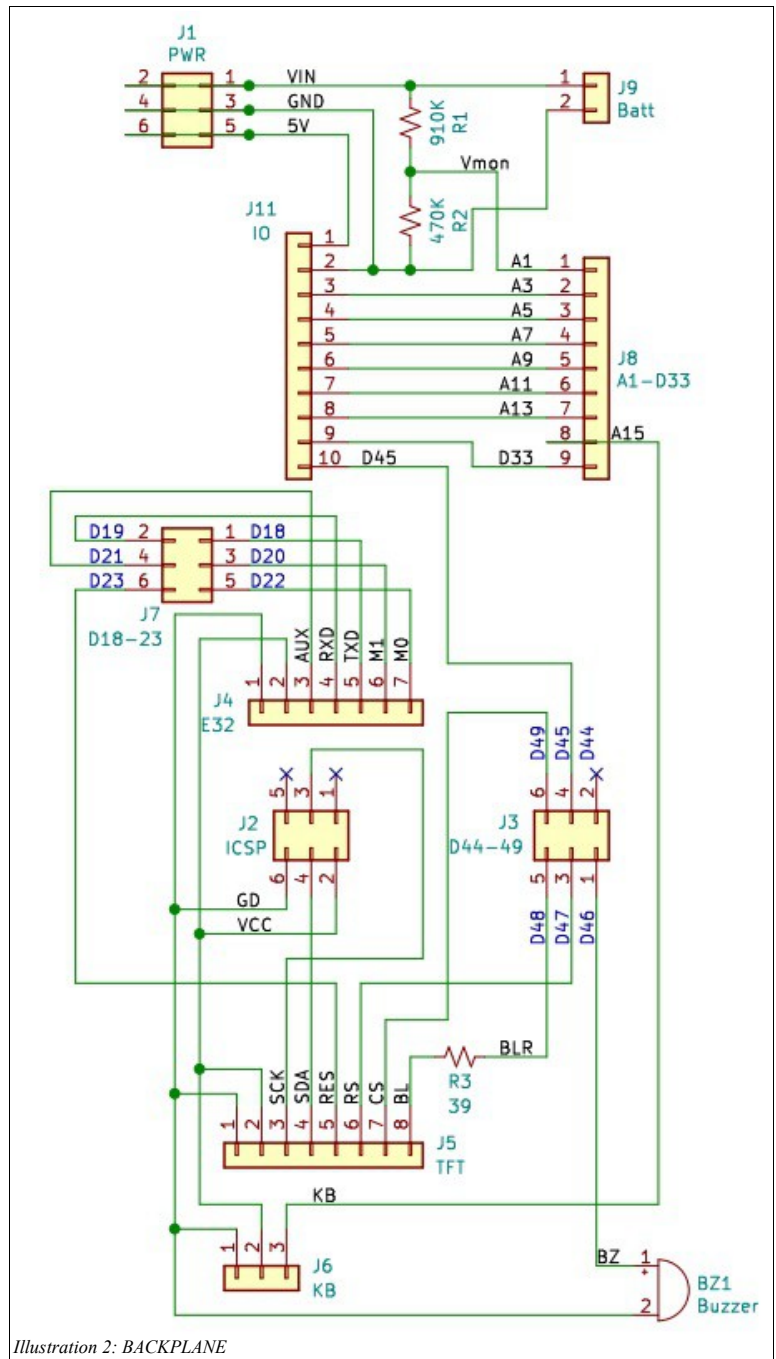 J1
PWR
2 1 VIN
4 3 GND
6 5 5V
1
2
J9
Batt
910K
R1
Vmon
470K
R2
J11
IO
1
2 A1 1
3 A3 2
4 A5 3
5 A7 4
6 A9 5
7 A11 6
8 A13 7
9 8 A15
10 D45 D33 9
J8
A1-D33
D19 2 1 D18
D21 4 3 D20
D23 6 5 D22
J7
D18-23
AUX RXD TXD M1 M0
1 2 3 4 5 6 7
J4
E32
D49 D45 D44
5 3 1
6 4 2
J2
ICSP
J3
D44-49
6 4 2
5 3 1
GD
VCC
D48 D47 D46
BLR
R3
39
SCK SDA RES RS CS BL
1 2 3 4 5 6 7 8
J5
TFT
KB
1 2 3
J6
KB
BZ 1
+
2
BZ1
Buzzer
Illustration 2: BACKPLANE